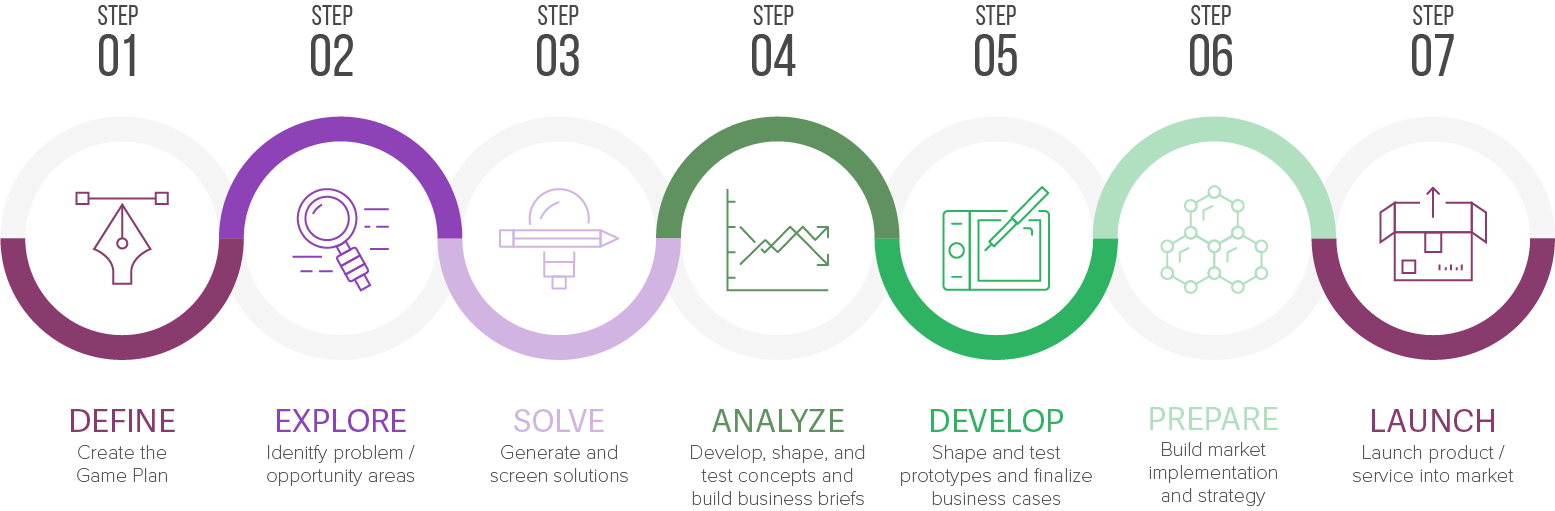 STEP
01
STEP
02
STEP
03
STEP
04
STEP
05
STEP
06
STEP
07
DEFINE
Create the
Game Plan
EXPLORE
Idenitfy problem /
opportunity areas
SOLVE
Generate and
screen solutions
ANALYZE
Develop, shape, and
test concepts and
build business briefs
DEVELOP
Shape and test
prototypes and finalize
business cases
PREPARE
Build market
implementation
and strategy
LAUNCH
Launch product /
service into market